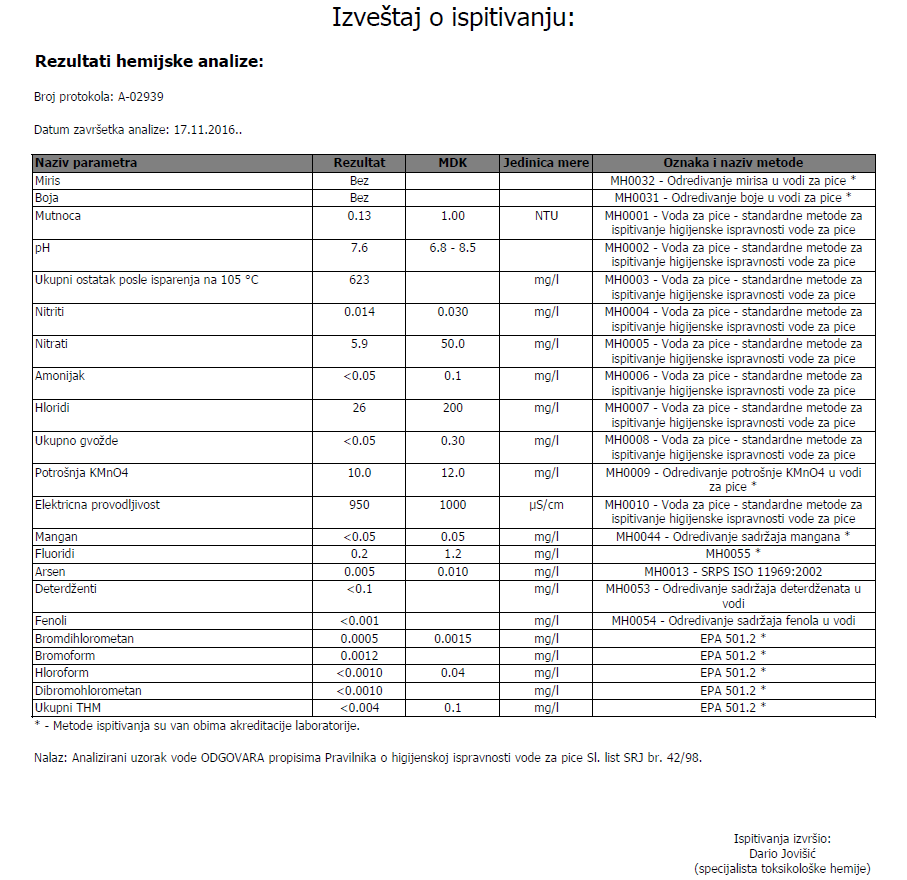 Izveštaj o ispitivanju:
Rezultati hemijske analize:
Broj protokola: A-02939
Datum završetka analize: 17.11.2016..
Naziv parametra Rezultat MDK Jedinica mere Oznaka i naziv metode
Miris Bez MH0032 - Odredivanje mirisa u vodi za pice *
Boja Bez MH0031 - Odredivanje boje u vodi za pice *
Mutnoca 0.13 1.00 NTU MH0001 - Voda za pice - standardne metode za
ispitivanje higijenske ispravnosti vode za pice
pH 7.6 6.8 - 8.5 MH0002 - Voda za pice - standardne metode za
ispitivanje higijenske ispravnosti vode za pice
Ukupni ostatak posle isparenja na 105 °C 623 mg/l MH0003 - Voda za pice - standardne metode za
ispitivanje higijenske ispravnosti vode za pice
Nitriti 0.014 0.030 mg/l MH0004 - Voda za pice - standardne metode za
ispitivanje higijenske ispravnosti vode za pice
Nitrati 5.9 50.0 mg/l MH0005 - Voda za pice - standardne metode za
ispitivanje higijenske ispravnosti vode za pice
Amonijak <0.05 0.1 mg/l MH0006 - Voda za pice - standardne metode za
ispitivanje higijenske ispravnosti vode za pice
Hloridi 26 200 mg/l MH0007 - Voda za pice - standardne metode za
ispitivanje higijenske ispravnosti vode za pice
Ukupno gvožde <0.05 0.30 mg/l MH0008 - Voda za pice - standardne metode za
ispitivanje higijenske ispravnosti vode za pice
Potrošnja KMnO4 10.0 12.0 mg/l MH0009 - Odredivanje potrošnje KMnO4 u vodi
za pice *
Elektricna provodljivost 950 1000 µS/cm MH0010 - Voda za pice - standardne metode za
ispitivanje higijenske ispravnosti vode za pice
Mangan <0.05 0.05 mg/l MH0044 - Odredivanje sadržaja mangana *
Fluoridi 0.2 1.2 mg/l MH0055 *
Arsen 0.005 0.010 mg/l MH0013 - SRPS ISO 11969:2002
Deterdženti <0.1 mg/l MH0053 - Odredivanje sadržaja deterdženata u
vodi
Fenoli <0.001 mg/l MH0054 - Odredivanje sadržaja fenola u vodi
Bromdihlorometan 0.0005 0.0015 mg/l EPA 501.2 *
Bromoform 0.0012 mg/l EPA 501.2 *
Hloroform <0.0010 0.04 mg/l EPA 501.2 *
Dibromohlorometan <0.0010 mg/l EPA 501.2 *
Ukupni THM <0.004 0.1 mg/l EPA 501.2 *
* - Metode ispitivanja su van obima akreditacije laboratorije.
Nalaz: Analizirani uzorak vode ODGOVARA propisima Pravilnika o higijenskoj ispravnosti vode za pice Sl. list SRJ br. 42/98.
Ispitivanja izvršio:
Dario Jovišić
(specijalista toksikološke hemije)